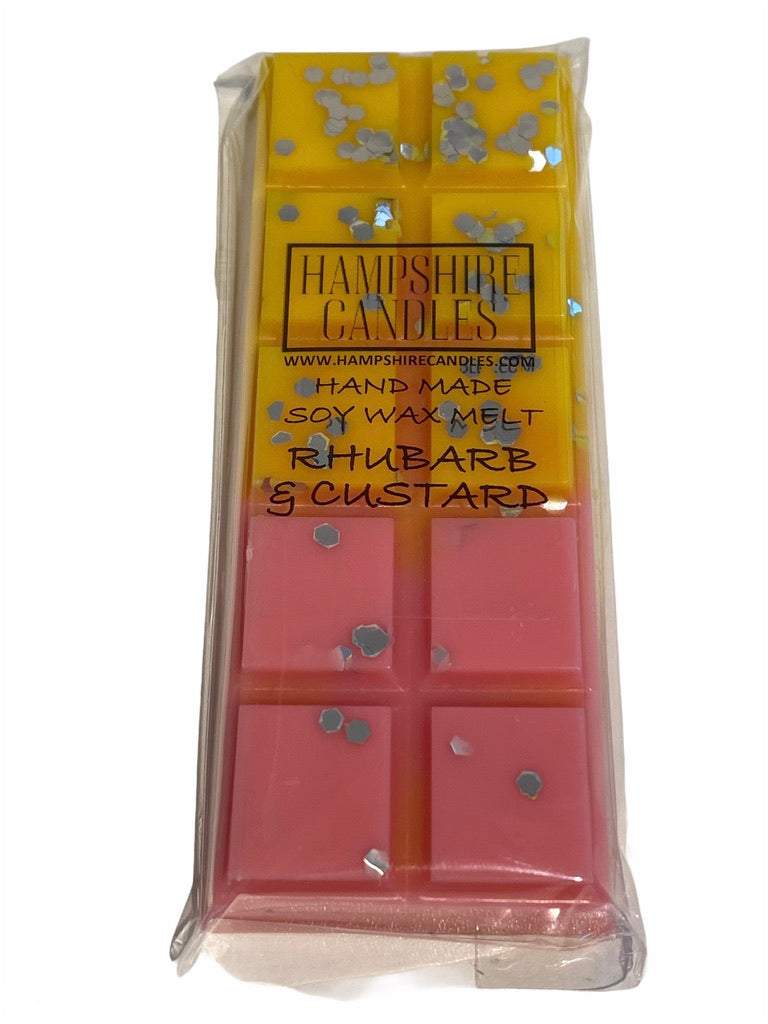 HAMPSHIRE
CANDLES
WWW.HAMPSHIRECANDLES.COM
HAND MADE
SOY WAX MELT
RHUBARB
& CUSTARD